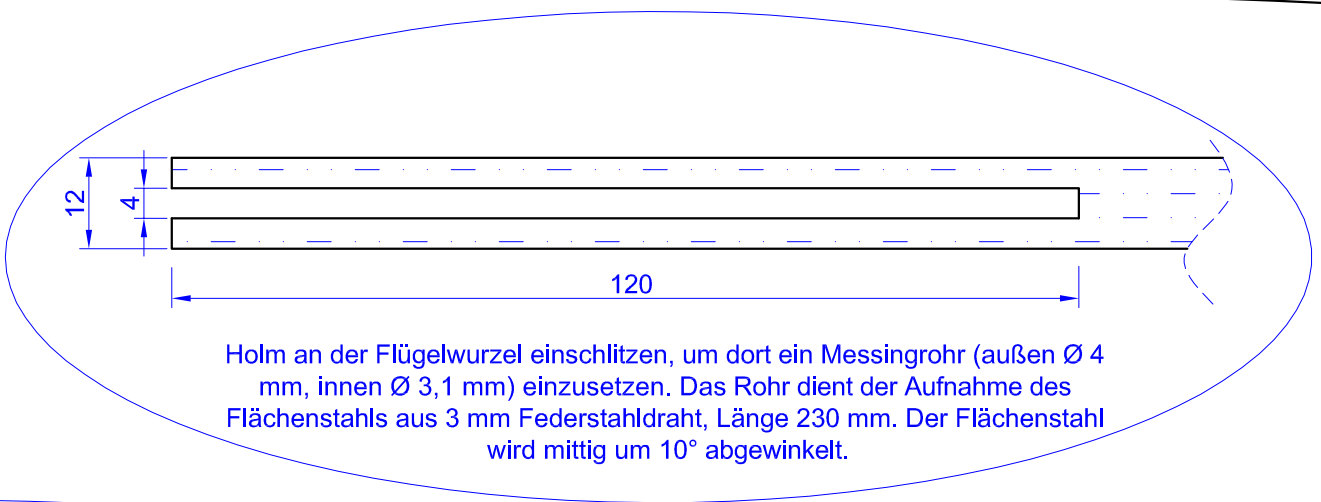 12
4
120
Holm an der Flügelwurzel einschlitzen, um dort ein Messingrohr (außen Ø 4
mm, innen Ø 3,1 mm) einzusetzen. Das Rohr dient der Aufnahme des
Flächenstahls aus 3 mm Federstahldraht, Länge 230 mm. Der Flächenstahl
wird mittig um 10° abgewinkelt.